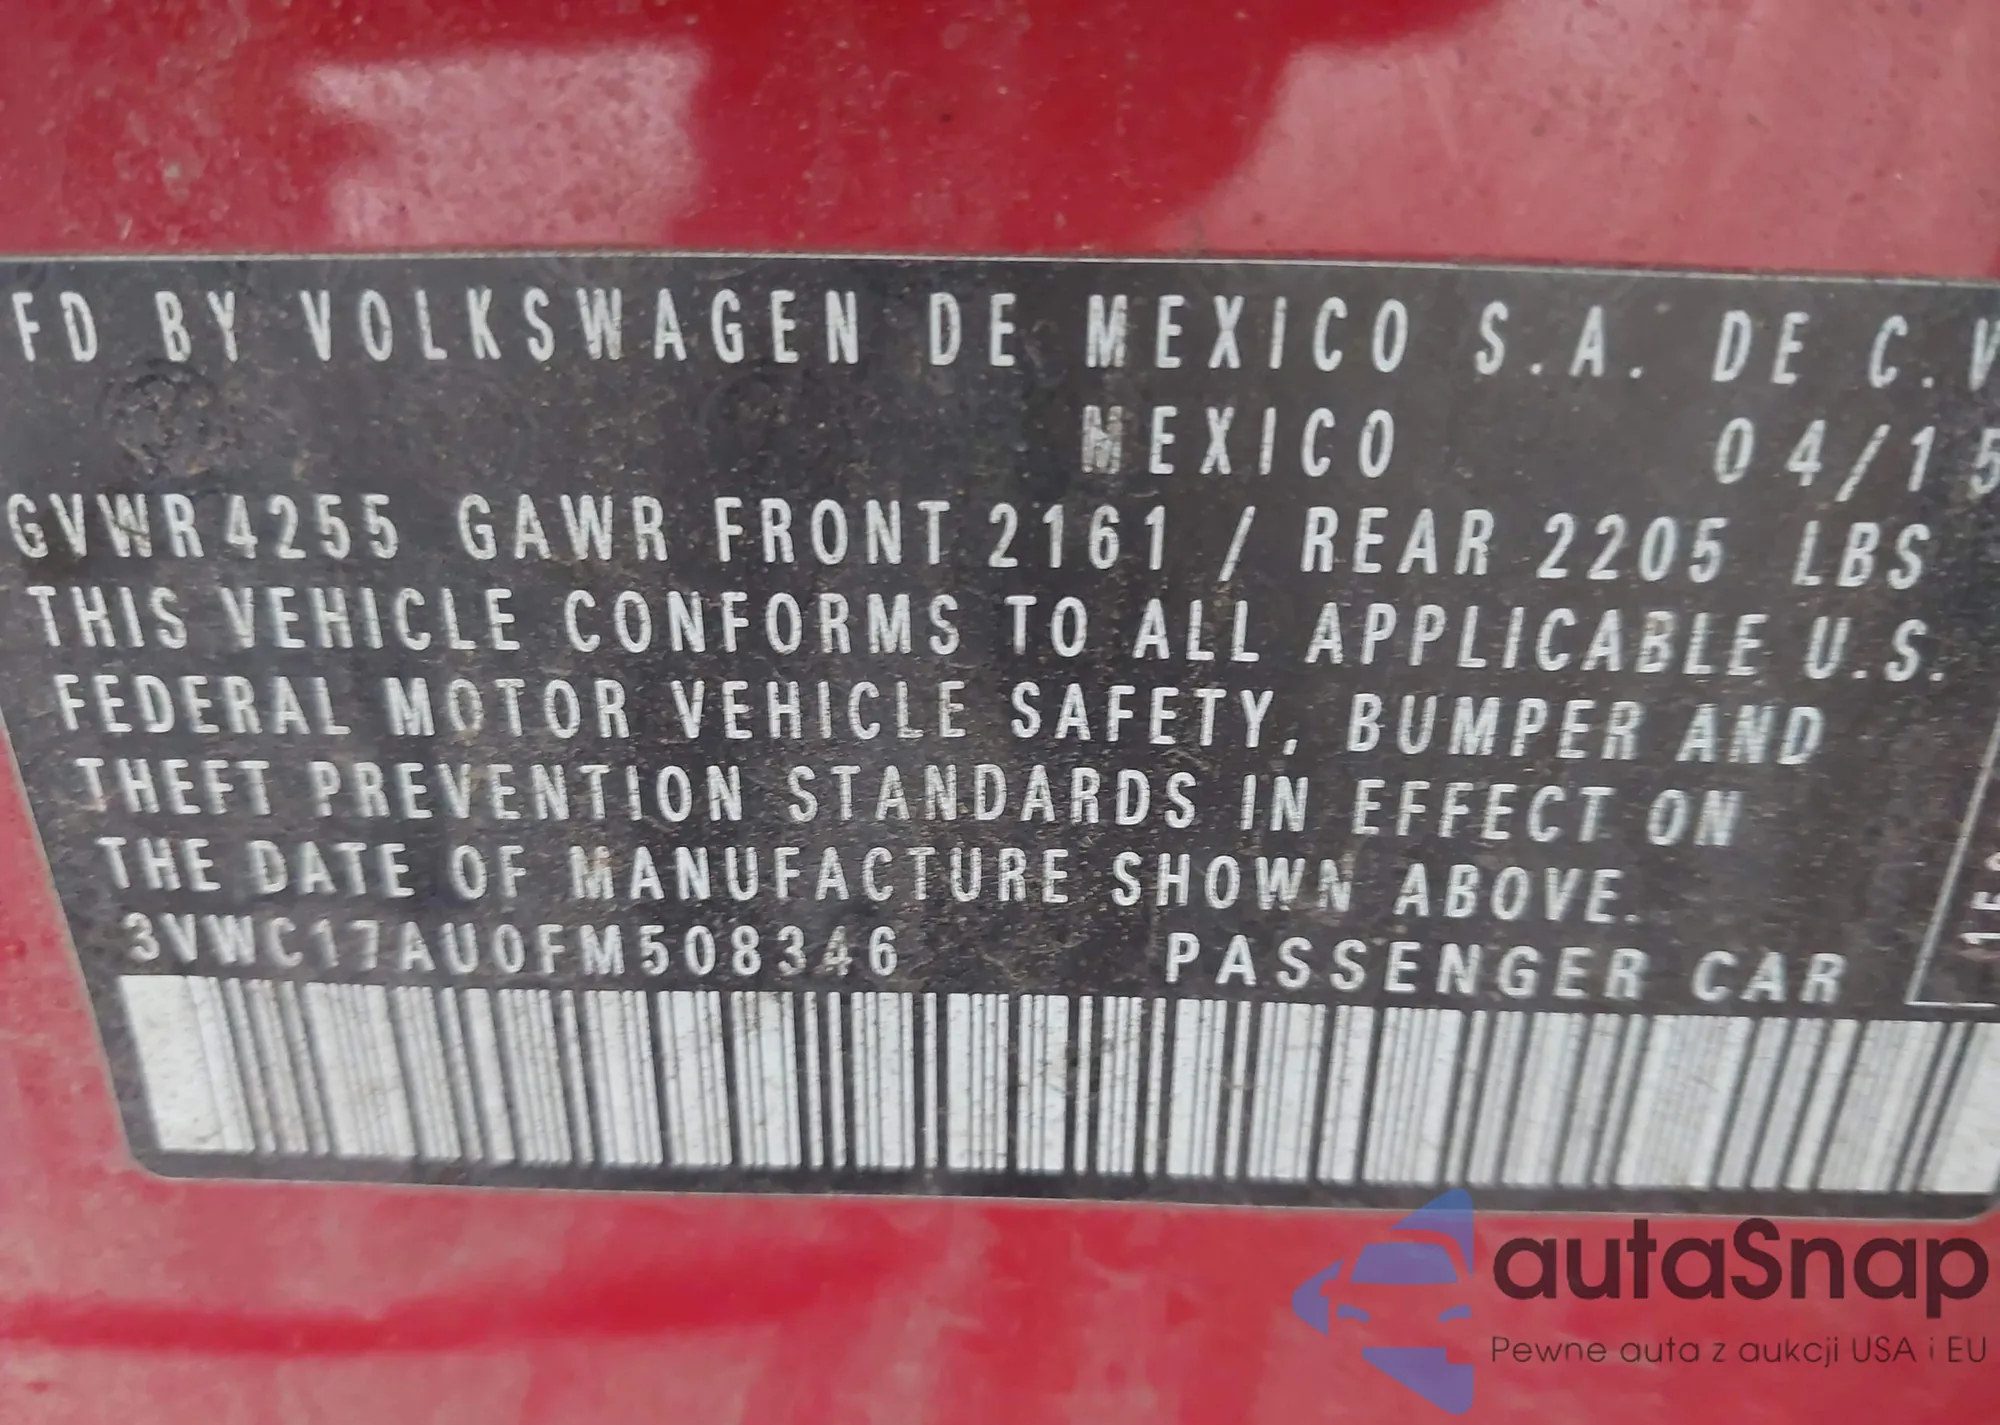 FD BY VOLKSWAGEN DE MEXICO S.A. DE C.V
MEXICO 04/15
GVWR 4255 GAWR FRONT 2161 / REAR 2205 LBS
THIS VEHICLE CONFORMS TO ALL APPLICABLE U.S.
FEDERAL MOTOR VEHICLE SAFETY, BUMPER AND
THEFT PREVENTION STANDARDS IN EFFECT ON
THE DATE OF MANUFACTURE SHOWN ABOVE.
3VWC17AU0FM508346 PASSENGER CAR
autaSnap
Pewne auta z aukcji USA i EU